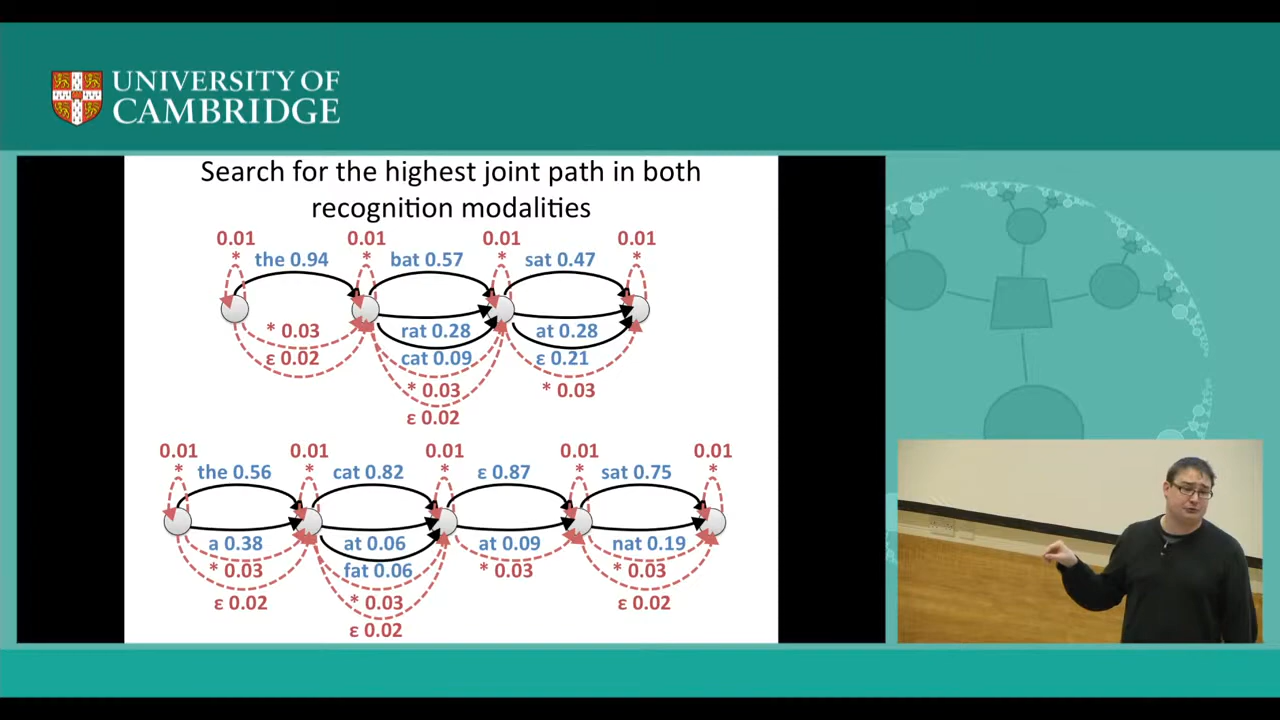 UNIVERSITY OF
CAMBRIDGE
Search for the highest joint path in both
recognition modalities
0.01 0.01 0.01 0.01
* the 0.94 * bat 0.57 * sat 0.47 *
* 0.03 rat 0.28 at 0.28
ε 0.02 cat 0.09 ε 0.21
* 0.03 * 0.03
ε 0.02
0.01 0.01 0.01 0.01 0.01
* the 0.56 * cat 0.82 * ε 0.87 * sat 0.75 *
a 0.38 at 0.06 at 0.09 nat 0.19
* 0.03 fat 0.06 * 0.03 * 0.03
ε 0.02 * 0.03 ε 0.02
ε 0.02